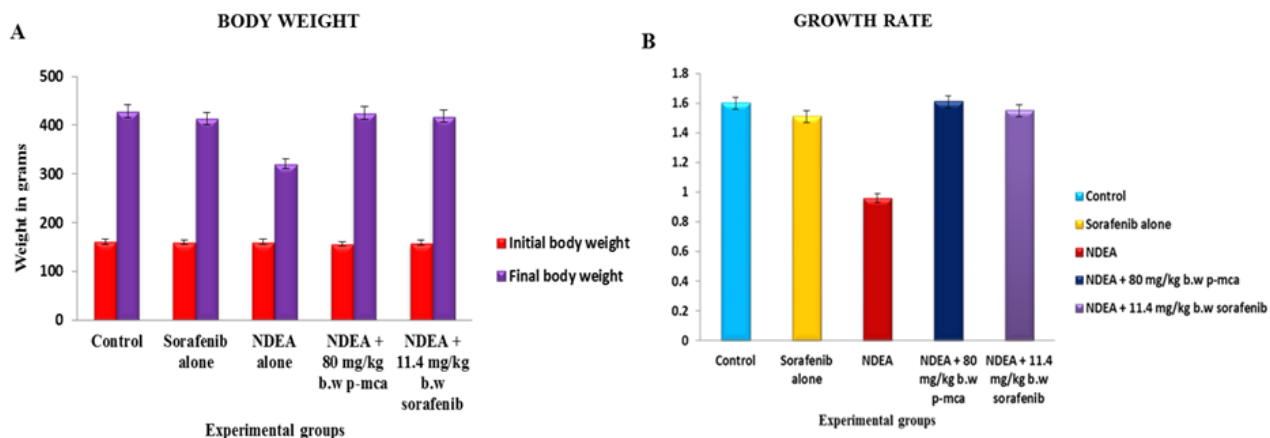 A
BODY WEIGHT
Weight in grams
500
400
300
200
100
0
Control
Sorafenib
alone
NDEA
alone
NDEA +
80 mg/kg
b.w p-mca
NDEA +
11.4 mg/kg
b.w
sorafenib
Experimental groups
Initial body weight
Final body weight
B
GROWTH RATE
1.8
1.6
1.4
1.2
1
0.8
0.6
0.4
0.2
0
Control
Sorafenib
alone
NDEA
NDEA + 80
mg/kg b.w
p-mca
NDEA + 11.4
mg/kg b.w
sorafenib
Experimental groups
Control
Sorafenib alone
NDEA
NDEA + 80 mg/kg b.w p-mca
NDEA + 11.4 mg/kg b.w sorafenib